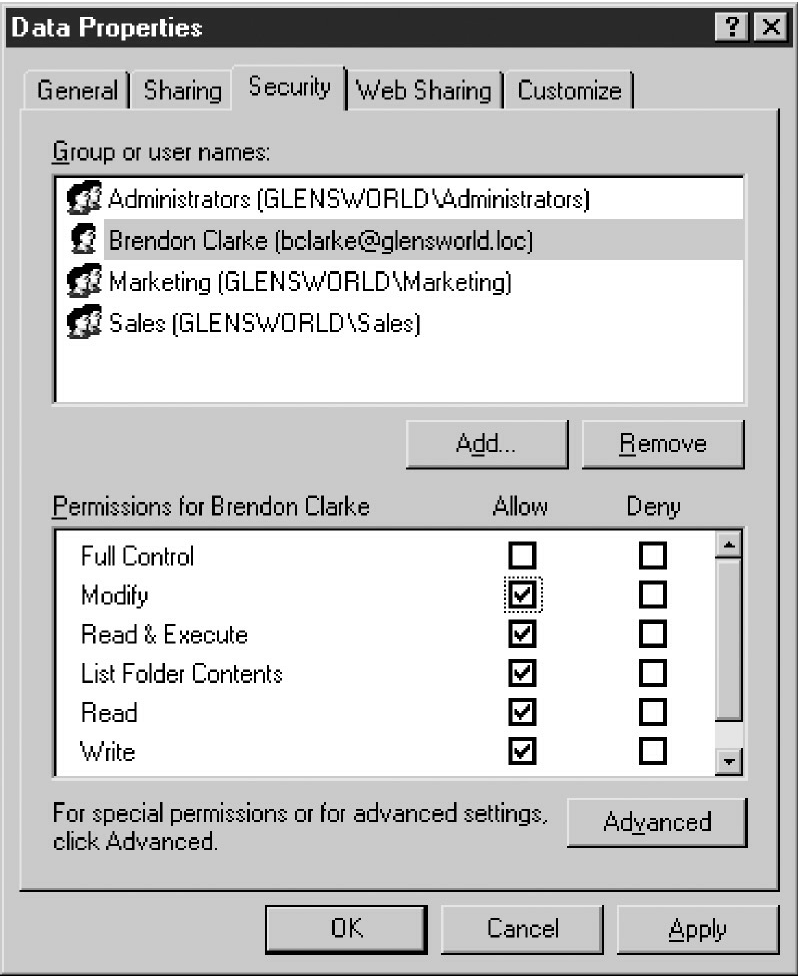 Data Properties
General Sharing Security Web Sharing Customize
Group or user names:
Administrators (GLENSWORLD\Administrators)
Brendon Clarke (bclarke@glensworld.loc)
Marketing (GLENSWORLD\Marketing)
Sales (GLENSWORLD\Sales)
Add... Remove
Permissions for Brendon Clarke Allow Deny
Full Control
Modify
Read & Execute
List Folder Contents
Read
Write
For special permissions or for advanced settings,
click Advanced.
Advanced
OK Cancel Apply